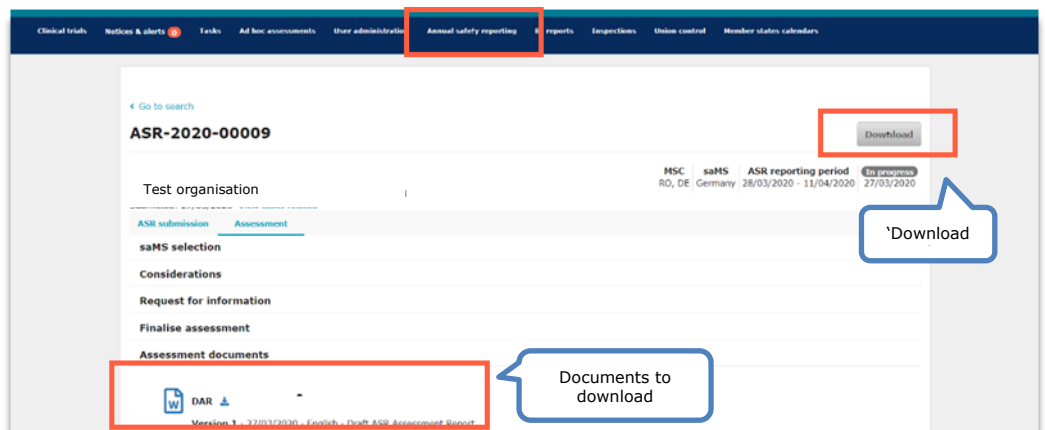 Clinical trials Notices & alerts 0 Tasks Ad hoc assessments User administration Annual safety reporting reports Inspections Union control Member states calendars
Go to search
ASR-2020-00009
Download
MSC saMS ASR reporting period In progress
RO, DE Germany 28/03/2020 - 11/04/2020 27/03/2020
Test organisation
ASR submission Assessment
‘Download
saMS selection
Considerations
Request for information
Finalise assessment
Assessment documents
Documents to
download
W DAR
Version 1 - 27/03/2020 - English - Draft ASR Assessment Report